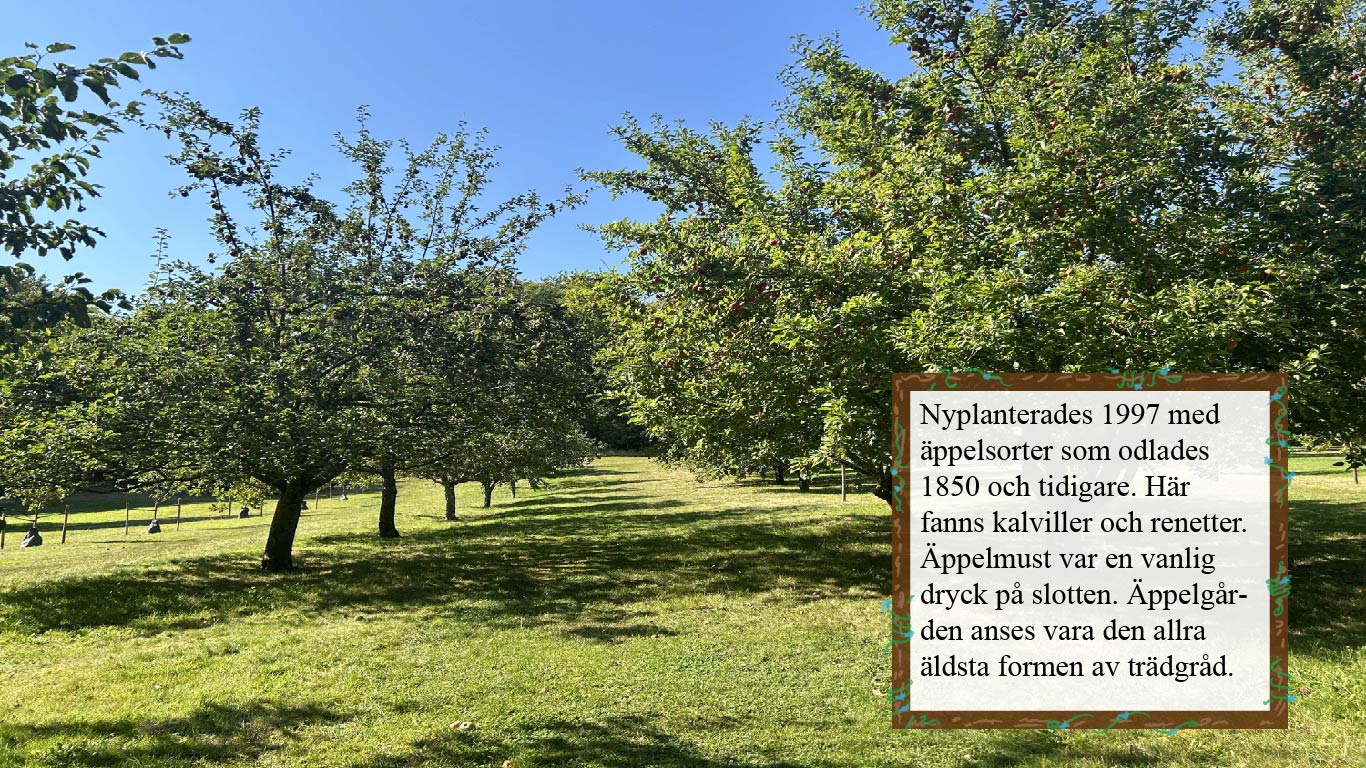 Nyplanterades 1997 med
äppelsorter som odlades
1850 och tidigare. Här
fanns kalviller och renetter.
Äppelmust var en vanlig
dryck på slotten. Äppelgår-
den anses vara den allra
äldsta formen av trädgråd.